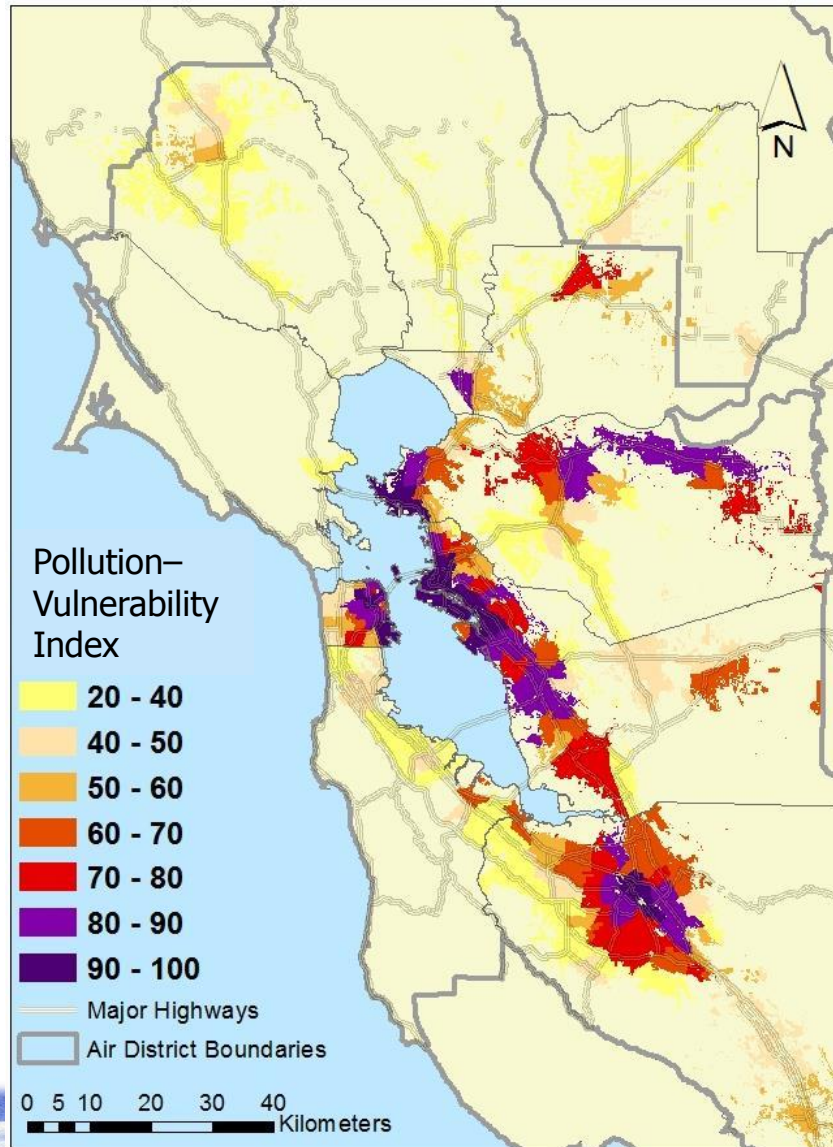 N
Pollution–
Vulnerability
Index
20 - 40
40 - 50
50 - 60
60 - 70
70 - 80
80 - 90
90 - 100
Major Highways
Air District Boundaries
0 5 10 20 30 40
Kilometers